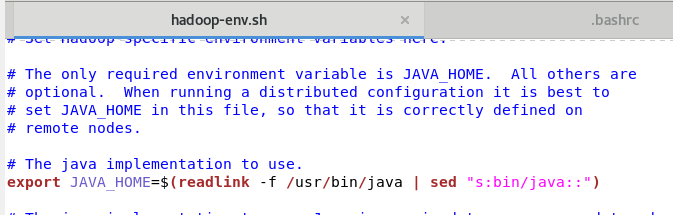 hadoop-env.sh × .bashrc
# Set Hadoop-specific environment variables here.
# The only required environment variable is JAVA_HOME.  All others are
# optional.  When running a distributed configuration it is best to
# set JAVA_HOME in this file, so that it is correctly defined on
# remote nodes.
# The java implementation to use.
export JAVA_HOME=$(readlink -f /usr/bin/java | sed "s:bin/java::")